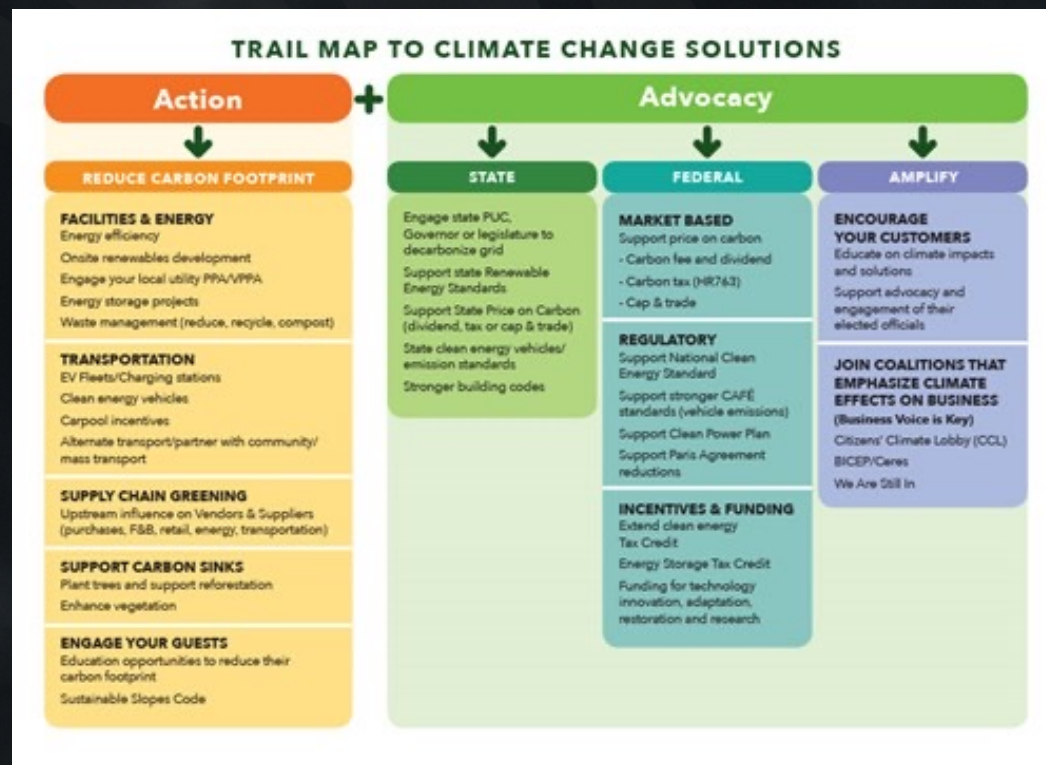 TRAIL MAP TO CLIMATE CHANGE SOLUTIONS
Action
+
Advocacy
REDUCE CARBON FOOTPRINT
FACILITIES & ENERGY
Energy efficiency
Onsite renewables development
Engage your local utility PPA/VPPA
Energy storage projects
Waste management (reduce, recycle, compost)
TRANSPORTATION
EV Fleets/Charging stations
Clean energy vehicles
Carpool incentives
Alternate transport/partner with community/
mass transport
SUPPLY CHAIN GREENING
Upstream influence on Vendors & Suppliers
(purchases, F&B, retail, energy, transportation)
SUPPORT CARBON SINKS
Plant trees and support reforestation
Enhance vegetation
ENGAGE YOUR GUESTS
Education opportunities to reduce their
carbon footprint
Sustainable Slopes Code
STATE
Engage state PUC,
Governor or legislature to
decarbonize grid
Support state Renewable
Energy Standards
Support State Price on Carbon
(dividend, tax or cap & trade)
State clean energy vehicles/
emission standards
Stronger building codes
FEDERAL
MARKET BASED
Support price on carbon
- Carbon fee and dividend
- Carbon tax (HR763)
- Cap & trade
REGULATORY
Support National Clean
Energy Standard
Support stronger CAFÉ
standards (vehicle emissions)
Support Clean Power Plan
Support Paris Agreement
reductions
INCENTIVES & FUNDING
Extend clean energy
Tax Credit
Energy Storage Tax Credit
Funding for technology
innovation, adaptation,
restoration and research
AMPLIFY
ENCOURAGE
YOUR CUSTOMERS
Educate on climate impacts
and solutions
Support advocacy and
engagement of their
elected officials
JOIN COALITIONS THAT
EMPHASIZE CLIMATE
EFFECTS ON BUSINESS
(Business Voice is Key)
Citizens' Climate Lobby (CCL)
BICEP/Ceres
We Are Still In